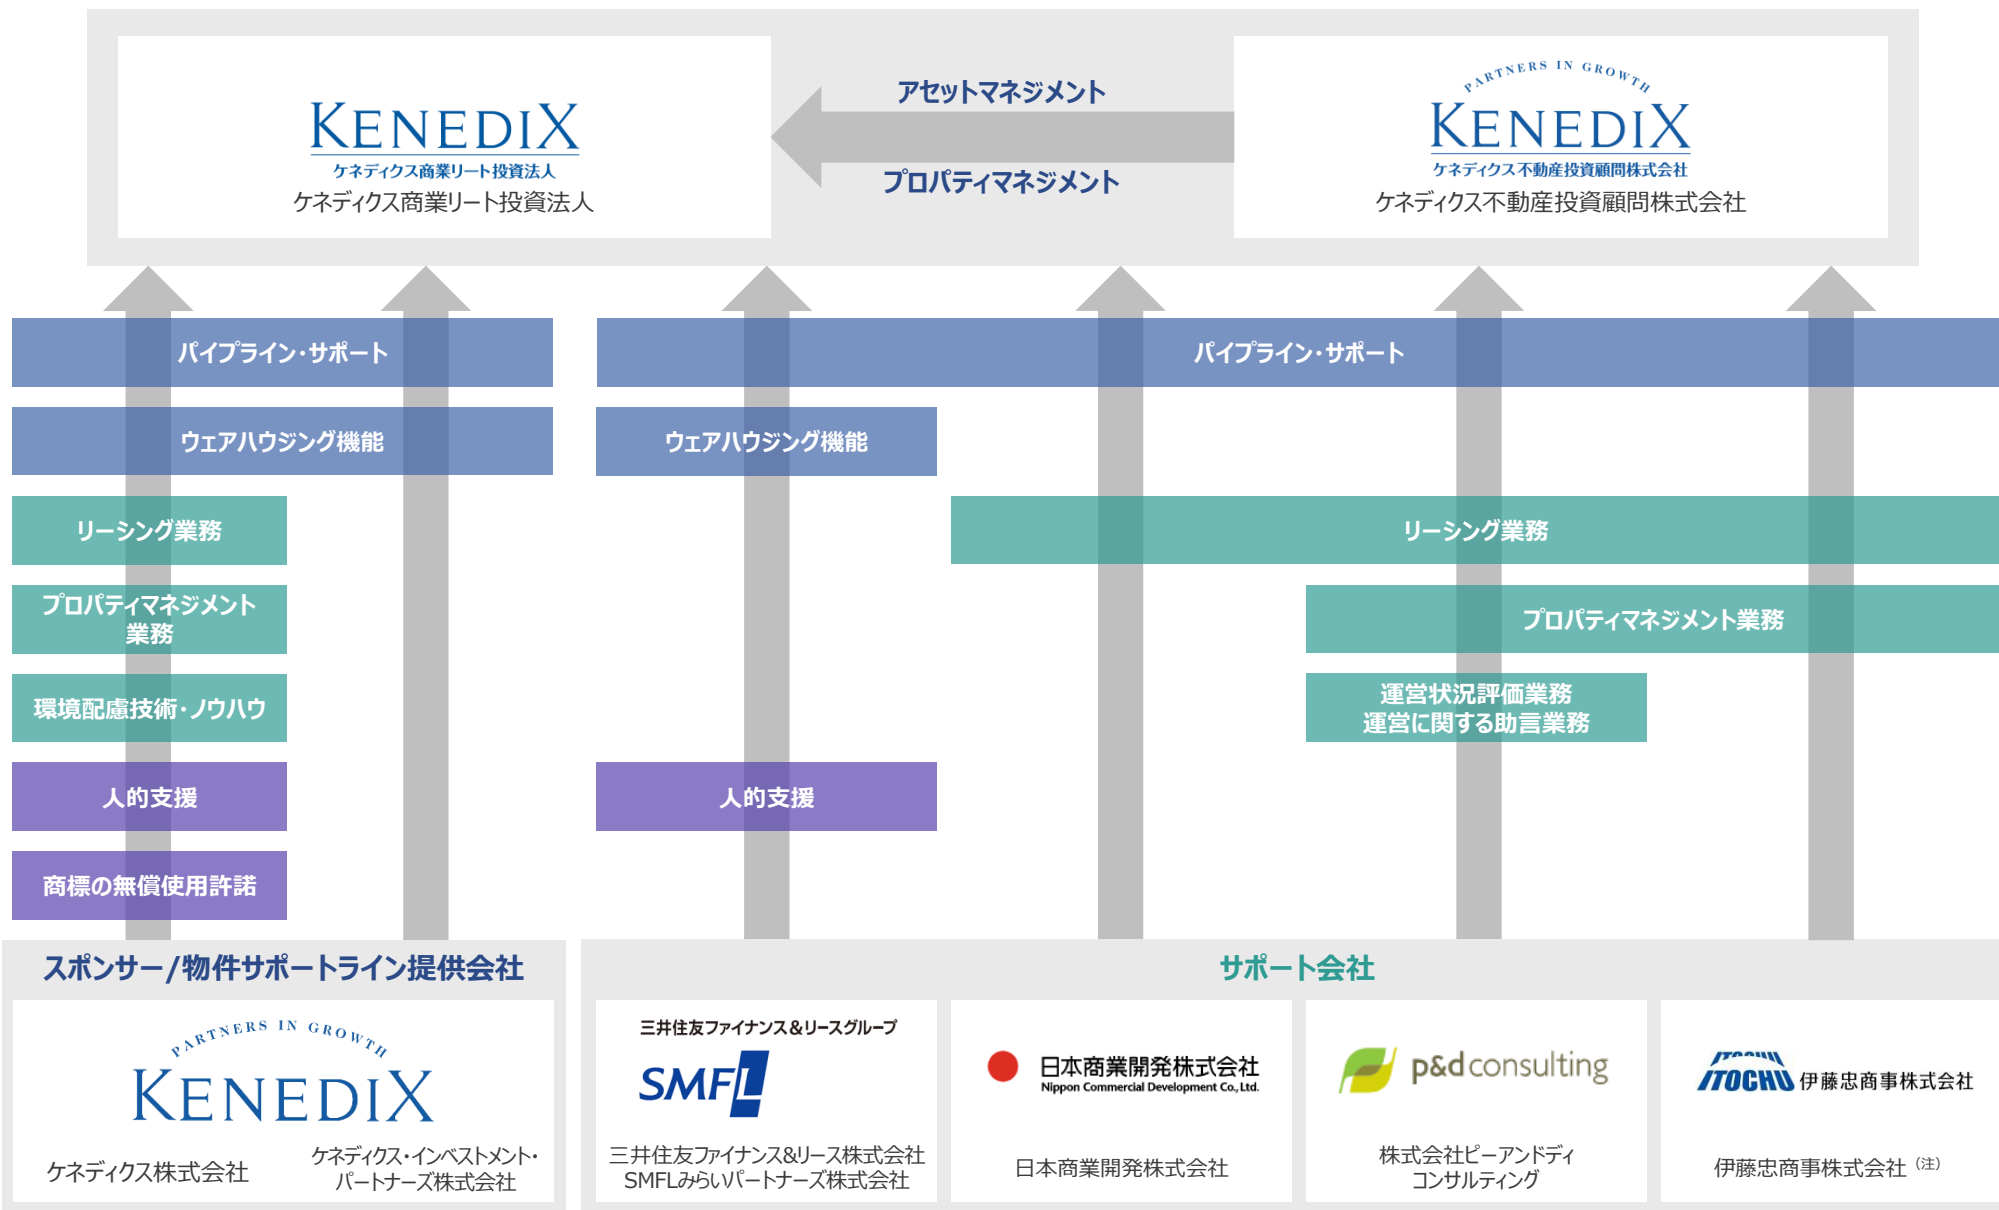 KENEDIX
ケネディクス商業リート投資法人
ケネディクス商業リート投資法人
アセットマネジメント
プロパティマネジメント
PARTNERS IN GROWTH
KENEDIX
ケネディクス不動産投資顧問株式会社
ケネディクス不動産投資顧問株式会社
パイプライン・サポート
パイプライン・サポート
ウェアハウジング機能
ウェアハウジング機能
リーシング業務
リーシング業務
プロパティマネジメント
業務
プロパティマネジメント業務
環境配慮技術・ノウハウ
運営状況評価業務
運営に関する助言業務
人的支援
人的支援
商標の無償使用許諾
スポンサー/物件サポートライン提供会社
PARTNERS IN GROWTH
KENEDIX
ケネディクス株式会社
ケネディクス・インベストメント・
パートナーズ株式会社
サポート会社
三井住友ファイナンス＆リースグループ
SMFL
三井住友ファイナンス&リース株式会社
SMFLみらいパートナーズ株式会社
日本商業開発株式会社
Nippon Commercial Development Co., Ltd.
日本商業開発株式会社
p&d consulting
株式会社ピーアンドディ
コンサルティング
ITOCHU
ITOCHU 伊藤忠商事株式会社
伊藤忠商事株式会社（注）